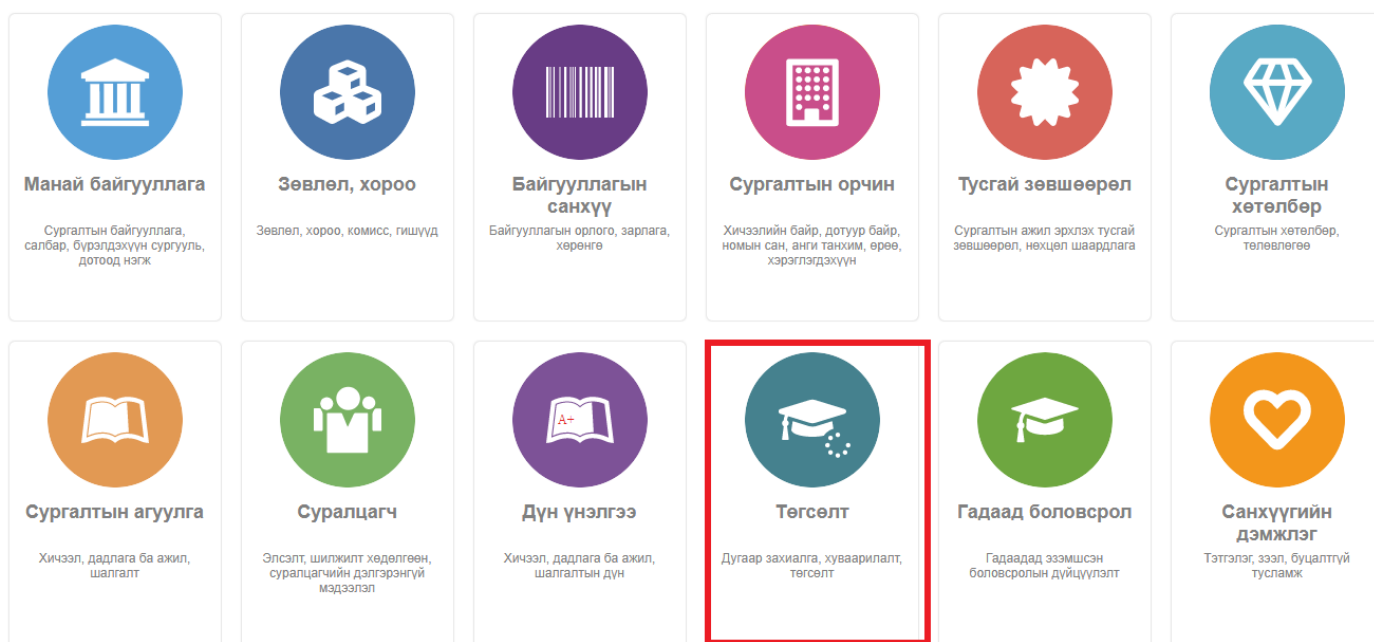 Манай байгууллага
Сургалтын байгууллага,
салбар, бүрэлдэхүүн сургууль,
дотоод нэгж
Зөвлөл, хороо
Зөвлөл, хороо, комисс, гишүүд
Байгууллагын
санхүү
Байгууллагын орлого, зарлага,
хөрөнгө
Сургалтын орчин
Хичээлийн байр, дотуур байр,
номын сан, анги танхим, өрөө,
хэрэглэгдэхүүн
Тусгай зөвшөөрөл
Сургалтын ажил эрхлэх тусгай
зөвшөөрөл, нөхцөл шаардлага
Сургалтын
хөтөлбөр
Сургалтын хөтөлбөр,
төлөвлөгөө
Сургалтын агуулга
Хичээл, дадлага ба ажил,
шалгалт
Суралцагч
Элсэлт, шилжилт хөдөлгөөн,
суралцагчийн дэлгэрэнгүй
мэдээлэл
A+
Дүн үнэлгээ
Хичээл, дадлага ба ажил,
шалгалтын дүн
Төгсөлт
Дугаар захиалга, хуваарилалт,
төгсөлт
Гадаад боловсрол
Гадаадад эзэмшсэн
боловсролын дүйцүүлэлт
Санхүүгийн
дэмжлэг
Тэтгэлэг, зээл, буцалтгүй
тусламж